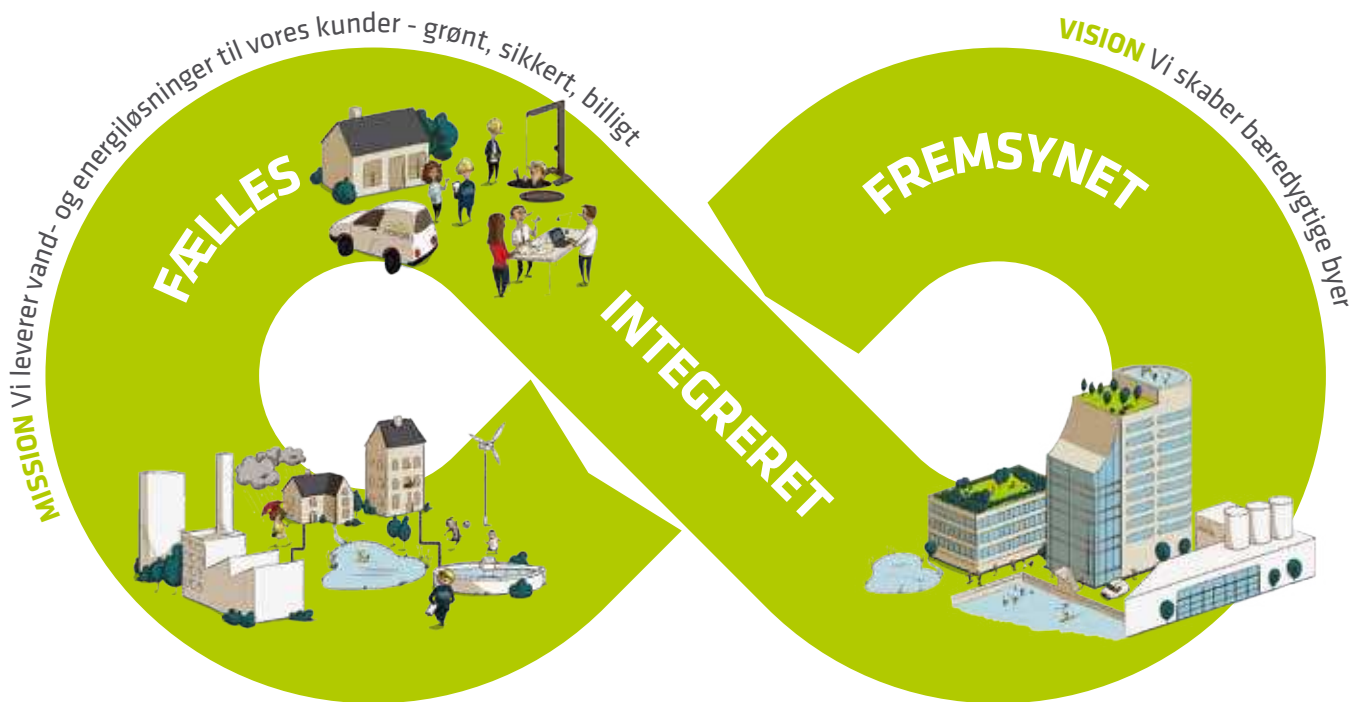 MISSION Vi leverer vand- og energiløsninger til vores kunder - grønt, sikkert, billigt
VISION Vi skaber bæredygtige byer
FÆLLES
INTEGRERET
FREMSYNET